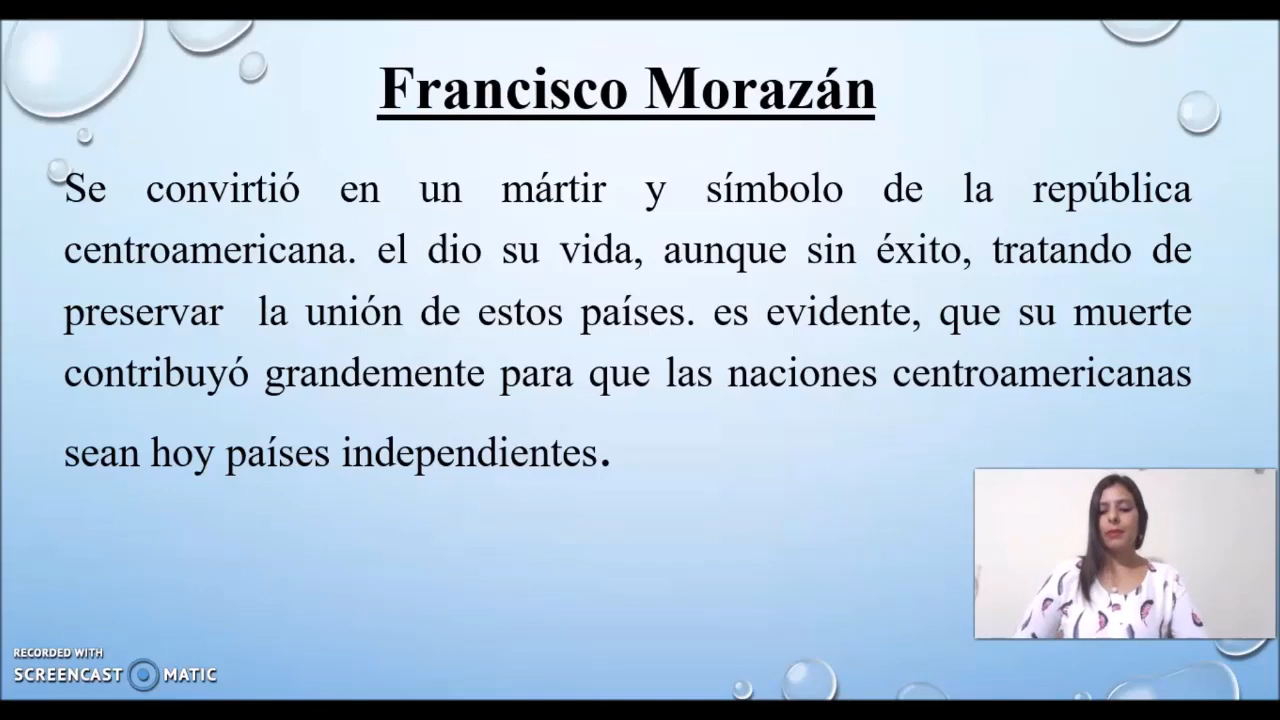 Francisco Morazán
Se convirtió en un mártir y símbolo de la república
centroamericana. el dio su vida, aunque sin éxito, tratando de
preservar la unión de estos países. es evidente, que su muerte
contribuyó grandemente para que las naciones centroamericanas
sean hoy países independientes.
RECORDED WITH
SCREENCAST MATIC